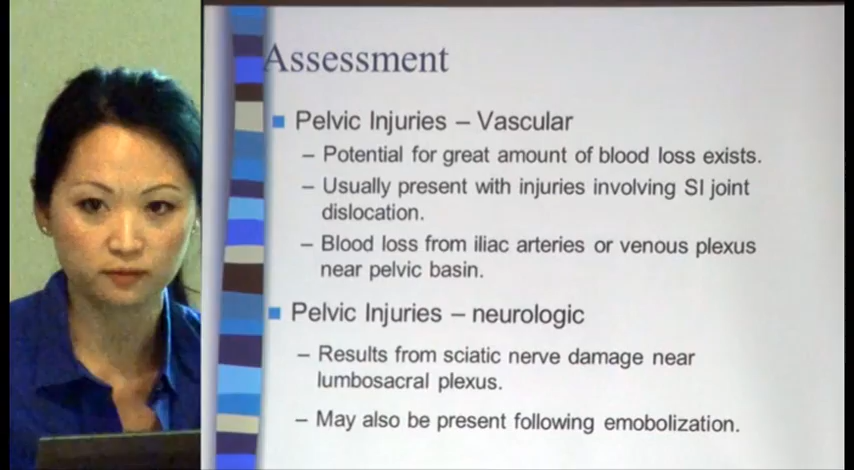 Assessment
Pelvic Injuries – Vascular
– Potential for great amount of blood loss exists.
– Usually present with injuries involving SI joint
dislocation.
– Blood loss from iliac arteries or venous plexus
near pelvic basin.
Pelvic Injuries – neurologic
– Results from sciatic nerve damage near
lumbosacral plexus.
– May also be present following emobolization.